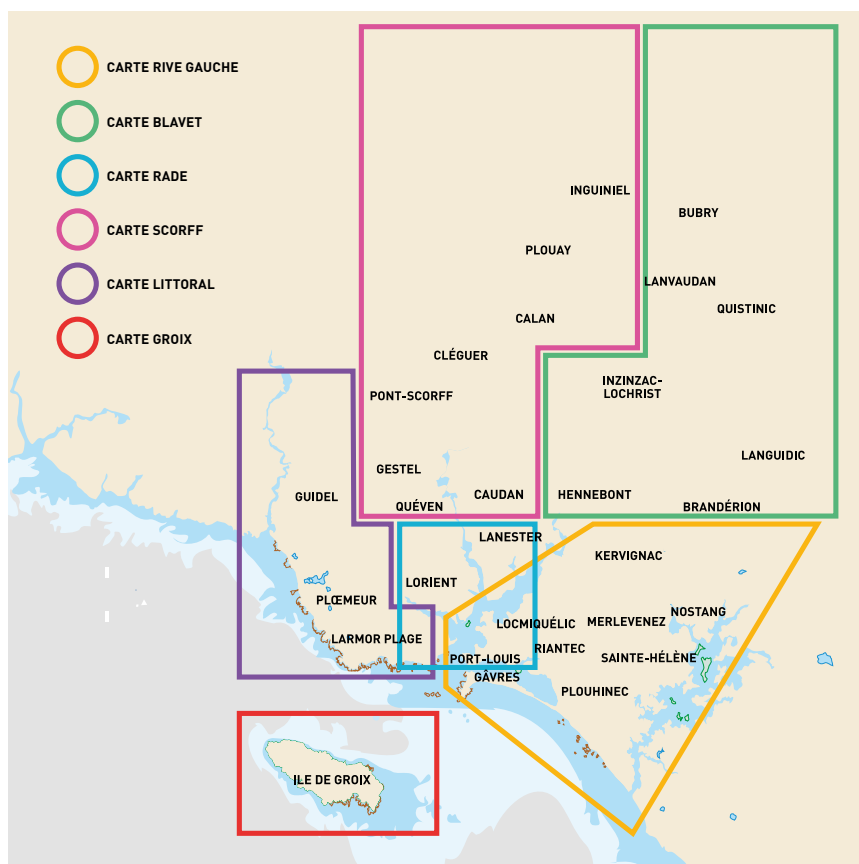 CARTE RIVE GAUCHE
CARTE BLAVET
CARTE RADE
CARTE SCORFF
CARTE LITTORAL
CARTE GROIX
INGUINIEL
BUBRY
PLOUAY
LANVAUDAN
QUISTINIC
CALAN
CLÉGUER
INZINZAC-
LOCHRIST
PONT-SCORFF
LANGUIDIC
GESTEL
GUIDEL
CAUDAN
HENNEBONT
QUÉVEN
BRANDÉRION
LANESTER
KERVIGNAC
LORIENT
PLŒMEUR
NOSTANG
LOCMIQUÉLIC
MERLEVENEZ
LARMOR PLAGE
RIANTEC
PORT-LOUIS
SAINTE-HÉLÈNE
GÂVRES
PLOUHINEC
ILE DE GROIX